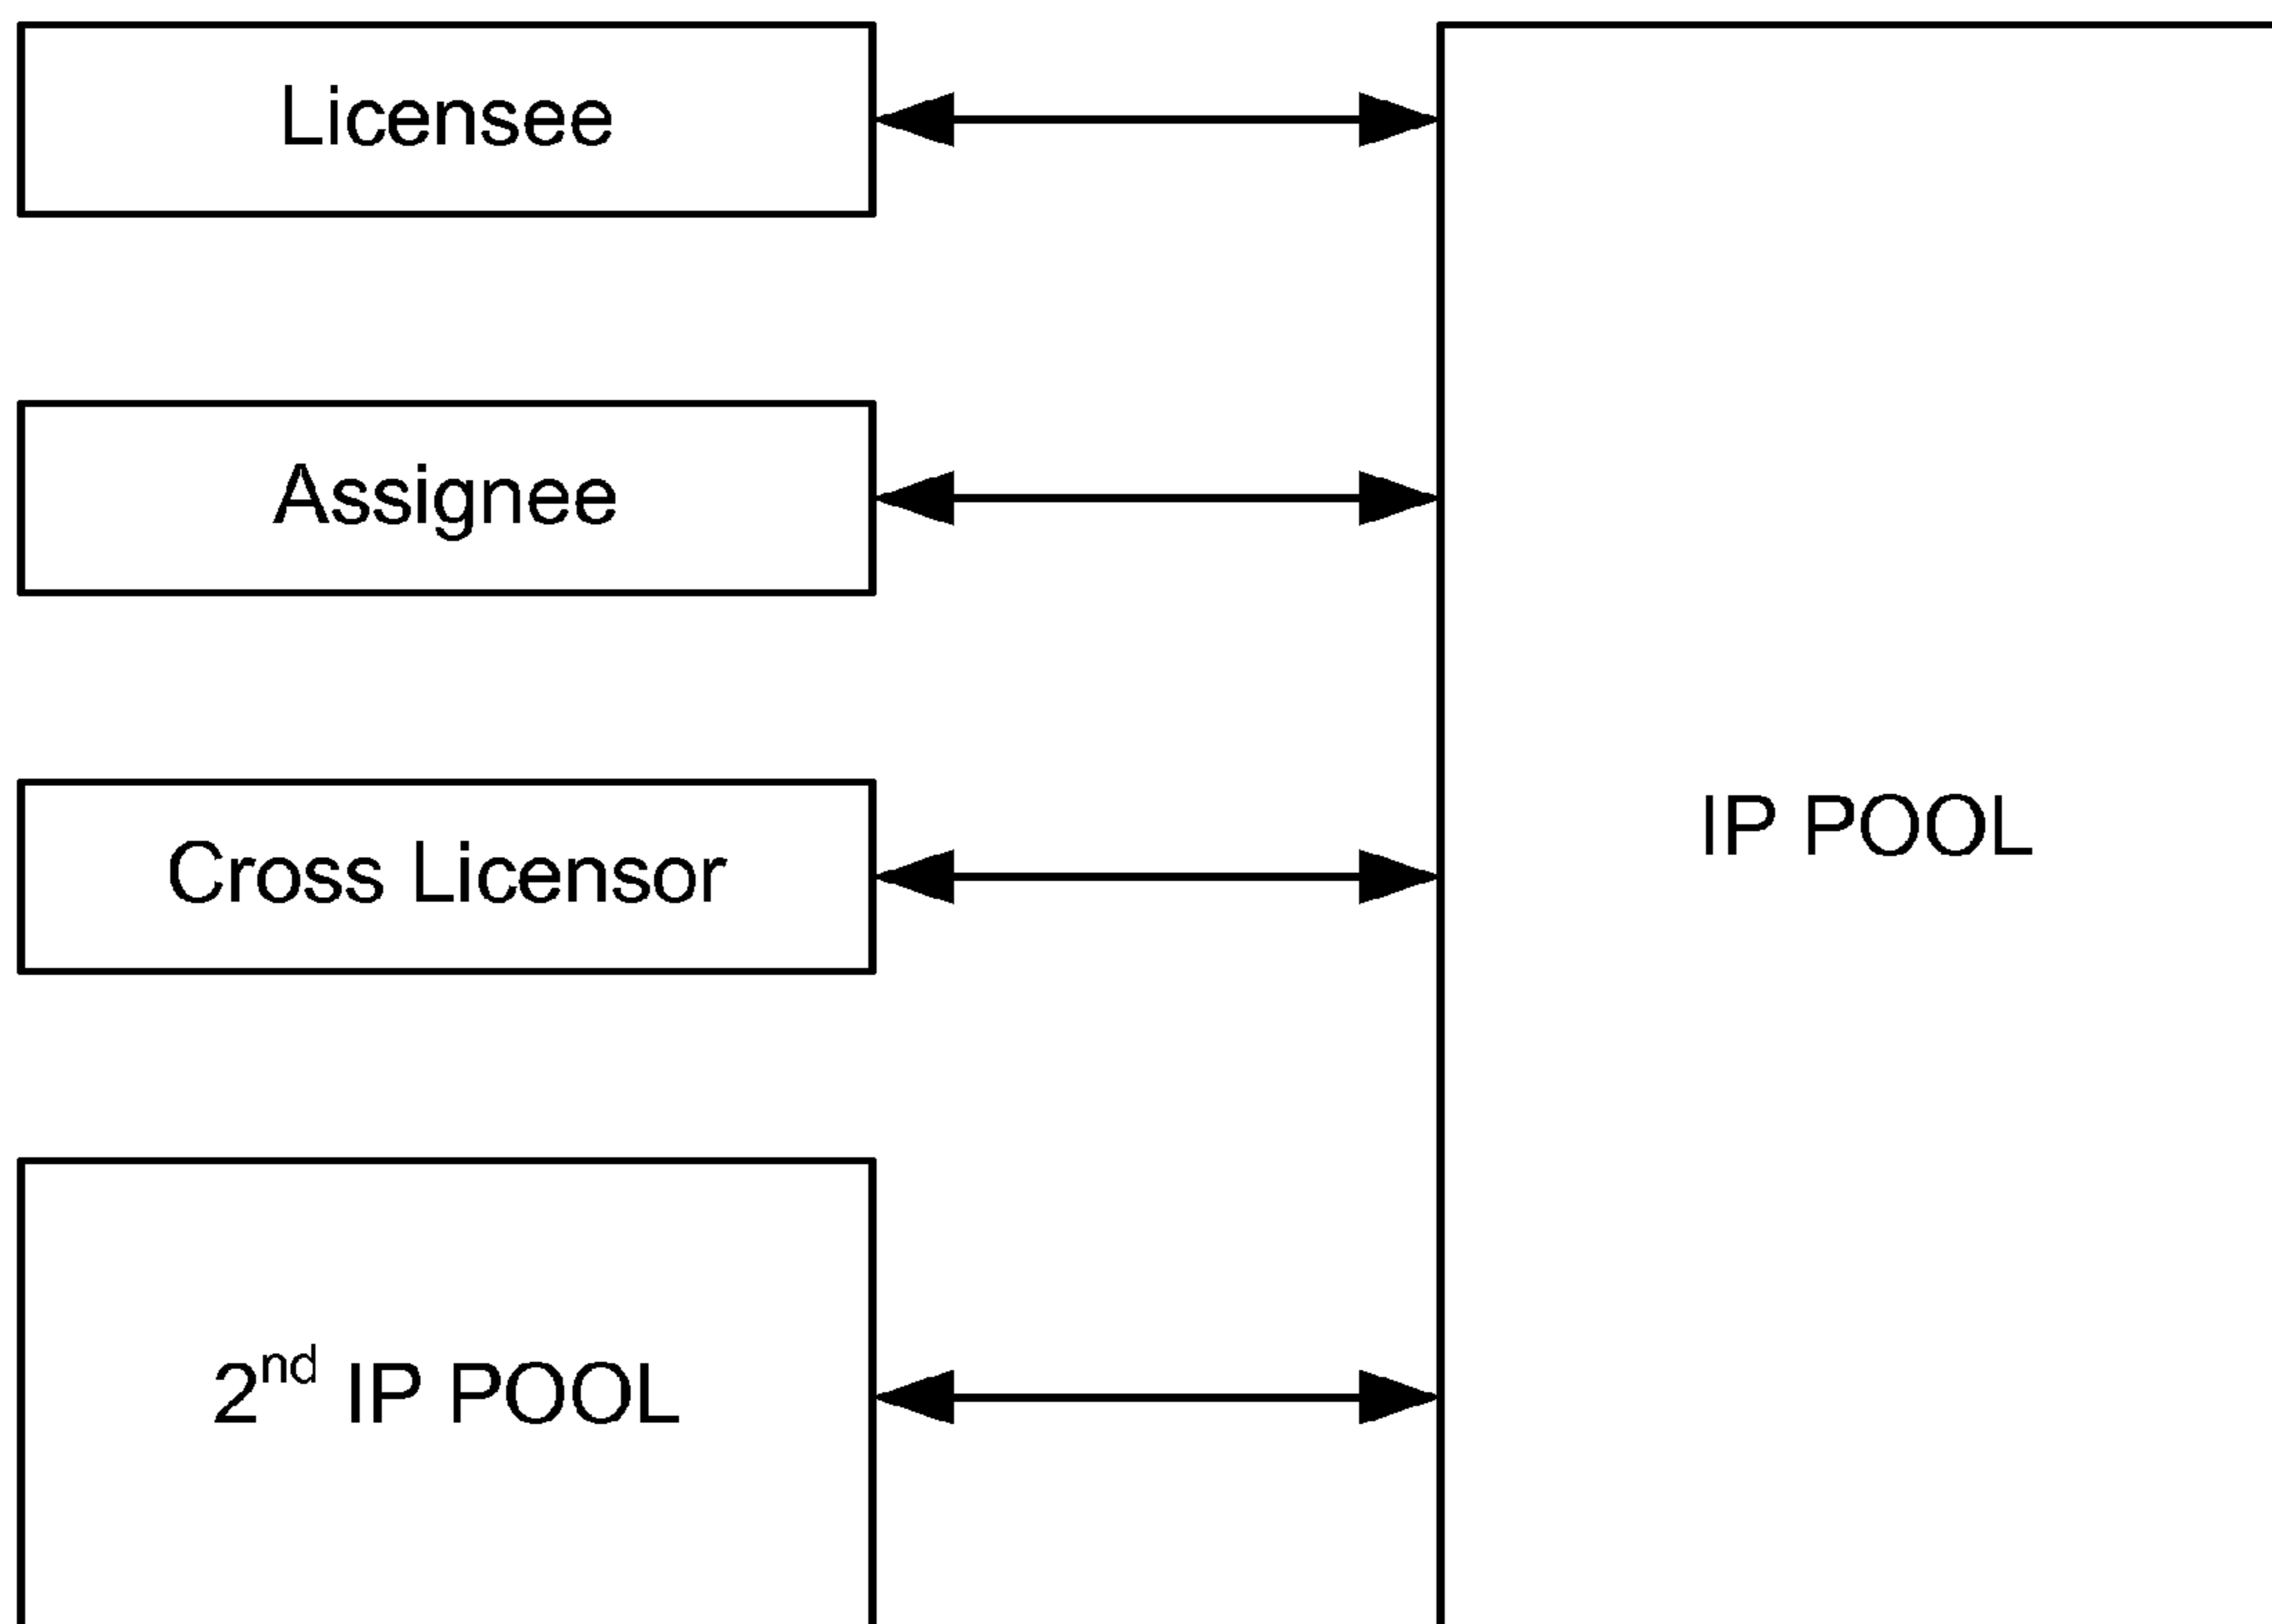 Licensee
Assignee
Cross Licensor
IP POOL
2nd IP POOL